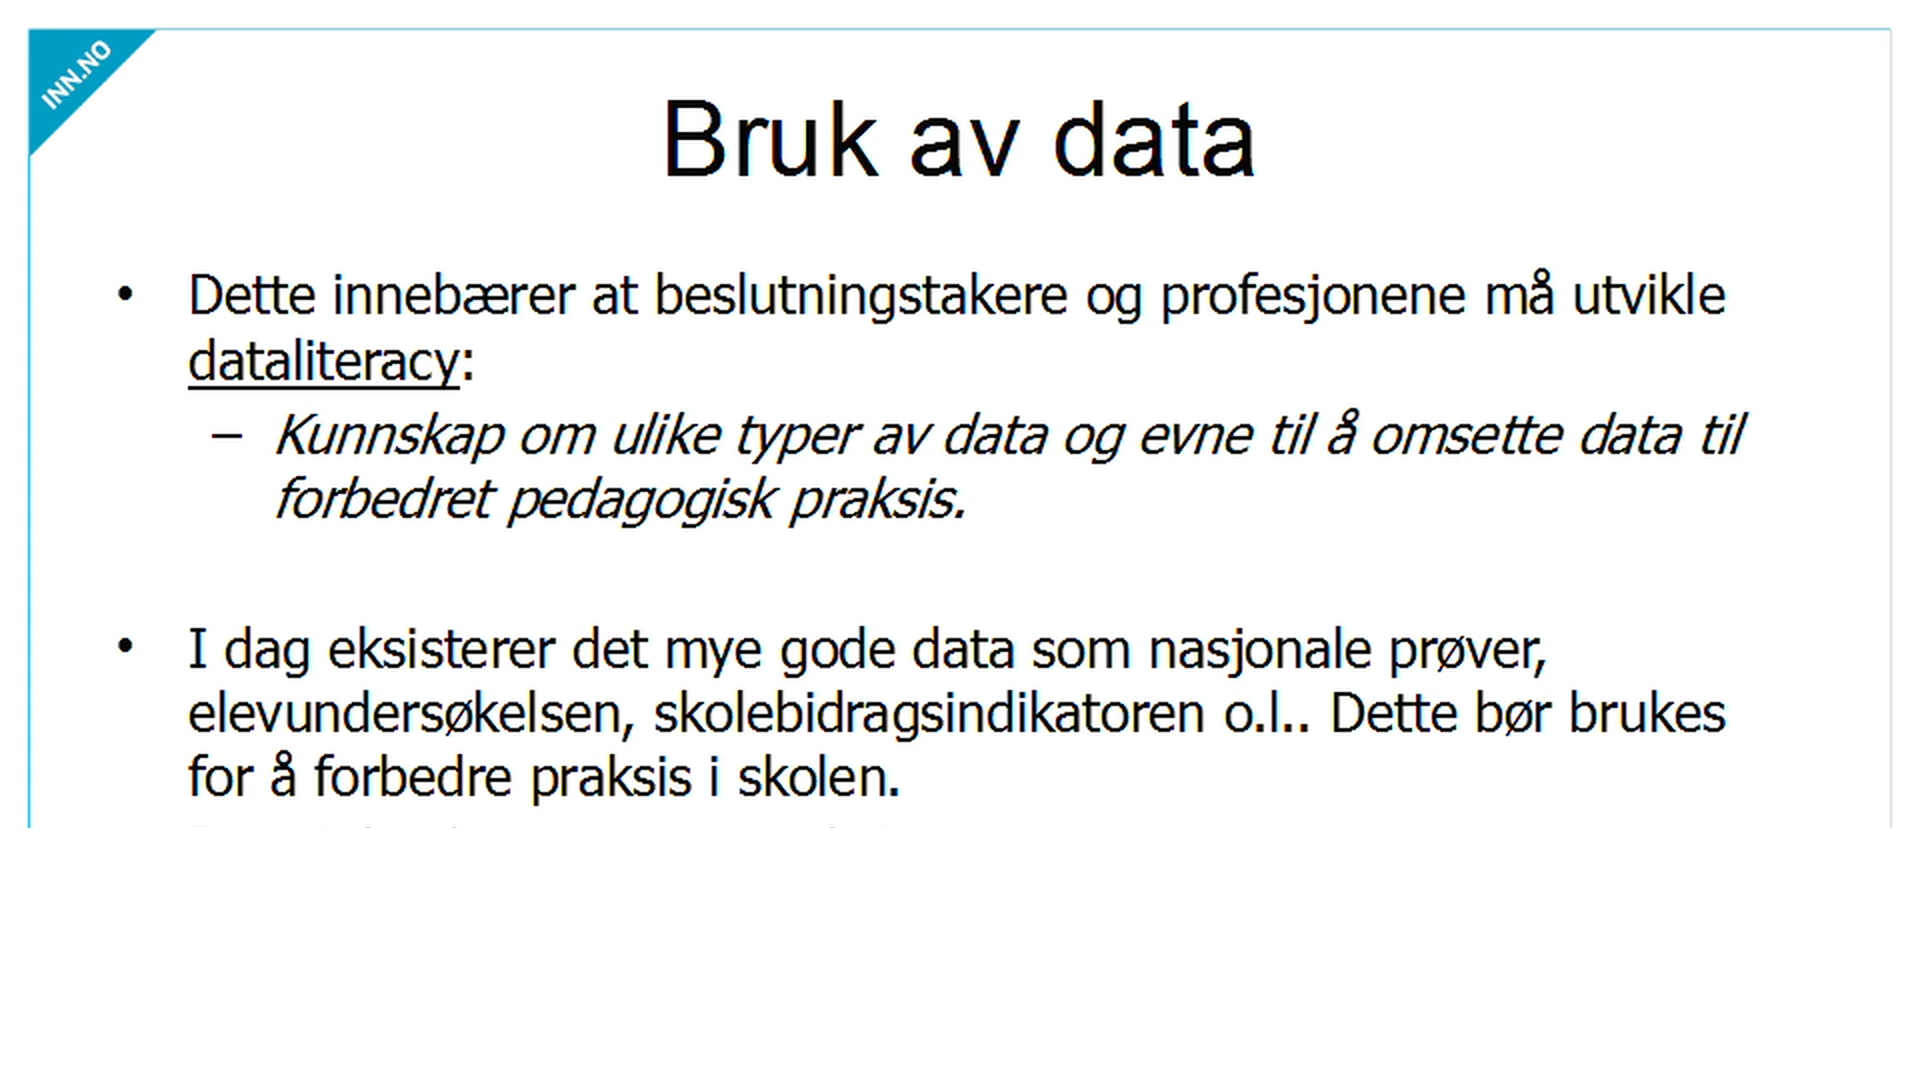 INN.NO
Bruk av data
• Dette innebærer at beslutningstakere og profesjonene må utvikle
dataliteracy:
– Kunnskap om ulike typer av data og evne til å omsette data til
forbedret pedagogisk praksis.
• I dag eksisterer det mye gode data som nasjonale prøver,
elevundersøkelsen, skolebidragsindikatoren o.l.. Dette bør brukes
for å forbedre praksis i skolen.